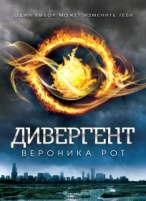 ОДИН ВЫБОР МОЖЕТ ИЗМЕНИТЬ ТЕБЯ
ДИВЕРГЕНТ
ВЕРОНИКА РОТ